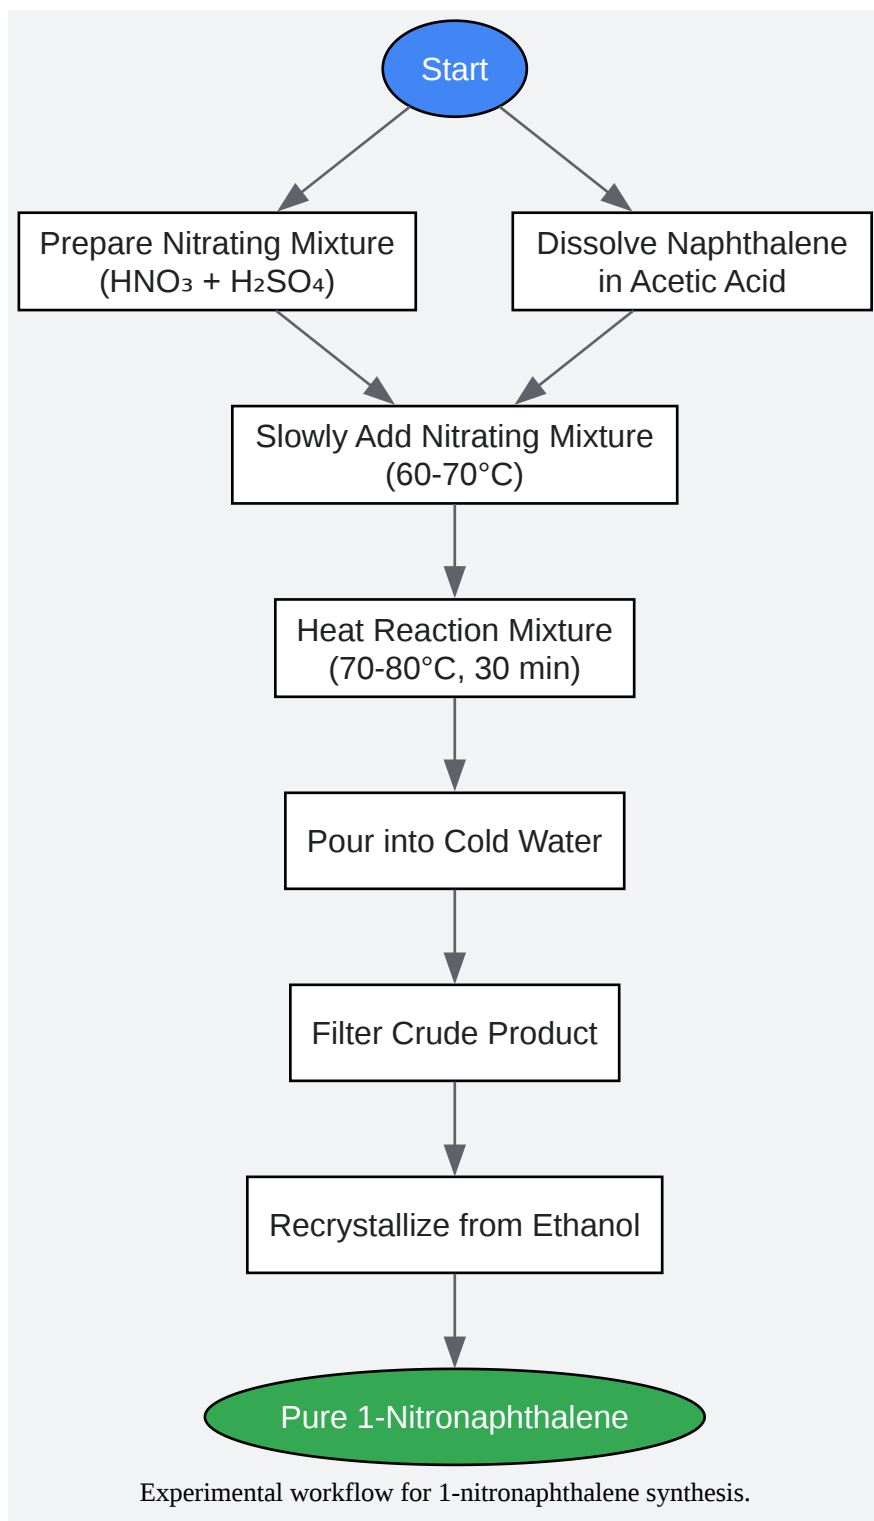 Start
Prepare Nitrating Mixture
(HNO₃ + H₂SO₄)
Dissolve Naphthalene
in Acetic Acid
Slowly Add Nitrating Mixture
(60-70°C)
Heat Reaction Mixture
(70-80°C, 30 min)
Pour into Cold Water
Filter Crude Product
Recrystallize from Ethanol
Pure 1-Nitronaphthalene
Experimental workflow for 1-nitronaphthalene synthesis.